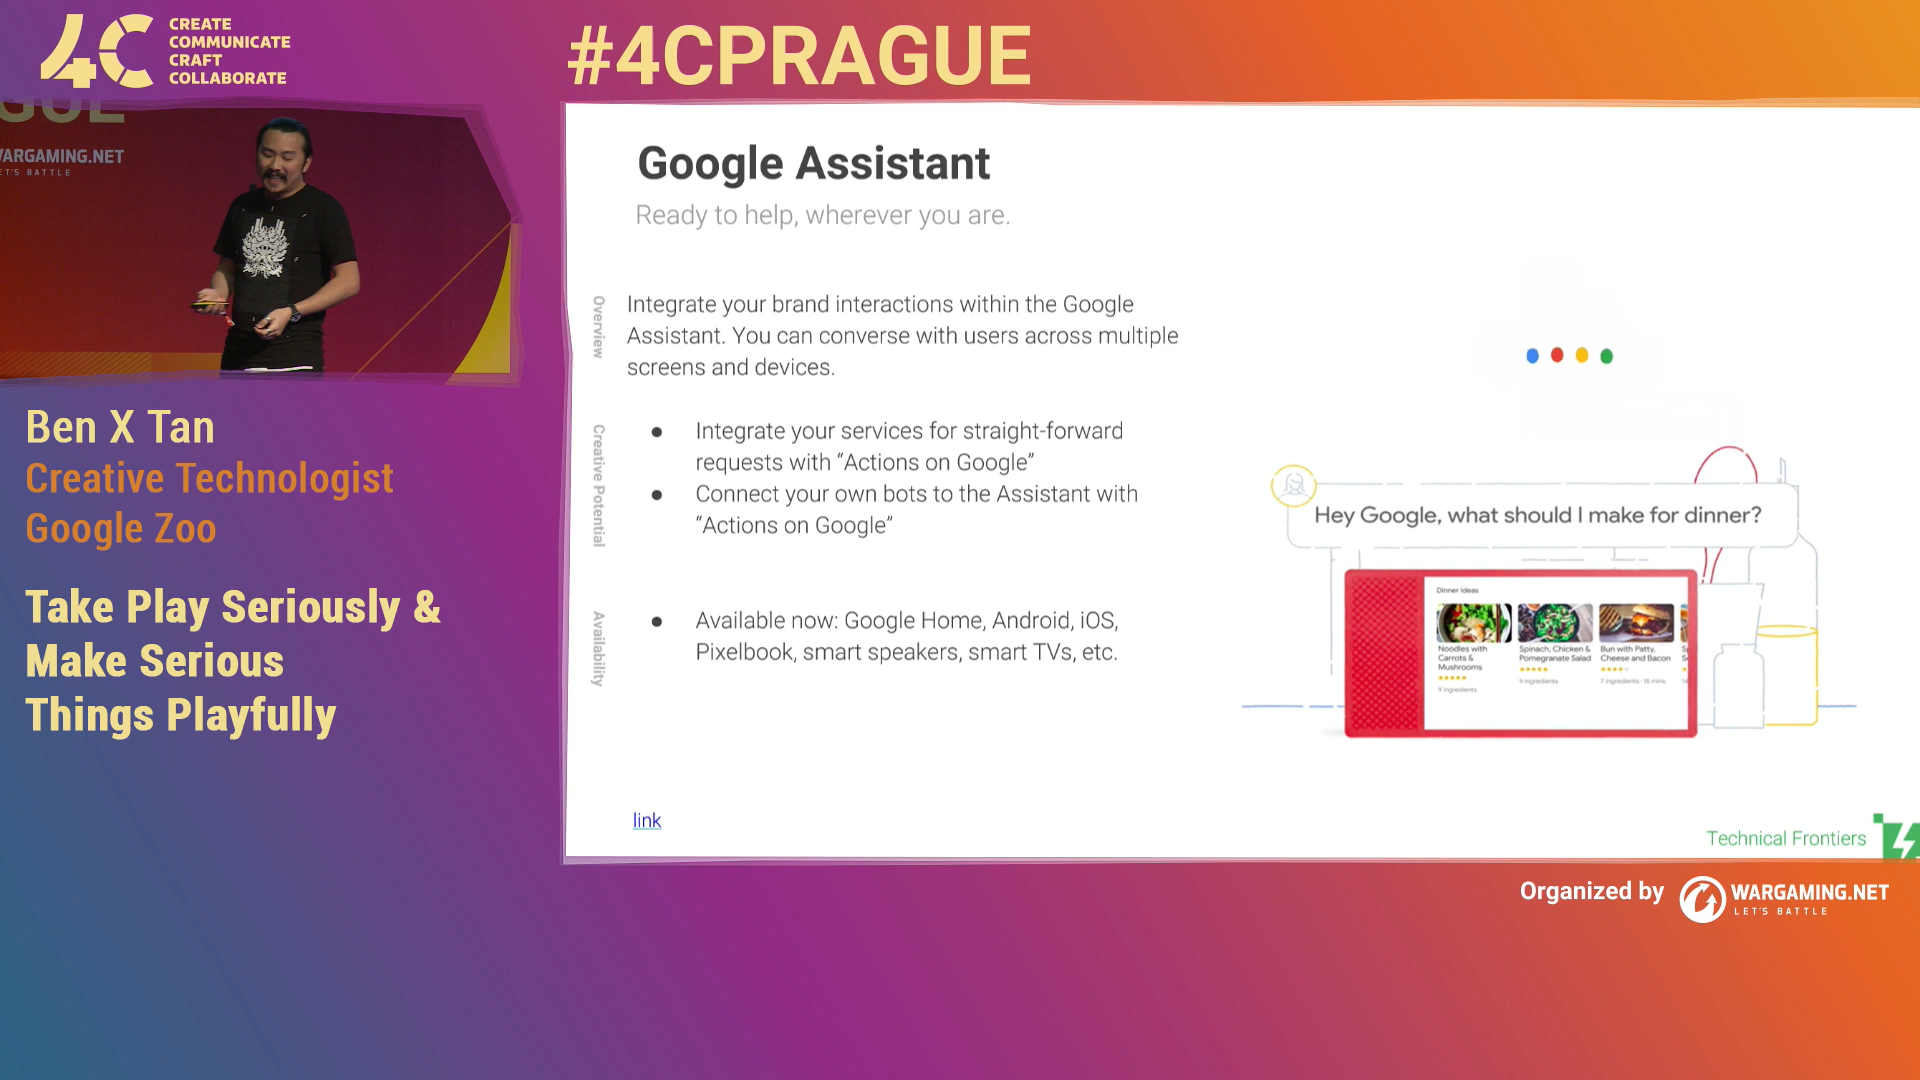 4C
CREATE
COMMUNICATE
CRAFT
COLLABORATE
#4CPRAGUE
WARGAMING.NET
LET'S BATTLE
Ben X Tan
Creative Technologist
Google Zoo
Take Play Seriously &
Make Serious
Things Playfully
Google Assistant
Ready to help, wherever you are.
Overview
Integrate your brand interactions within the Google
Assistant. You can converse with users across multiple
screens and devices.
Creative Potential
● Integrate your services for straight-forward
requests with “Actions on Google”
● Connect your own bots to the Assistant with
“Actions on Google”
Availability
● Available now: Google Home, Android, iOS,
Pixelbook, smart speakers, smart TVs, etc.
link
Hey Google, what should I make for dinner?
Dinner Ideas
Noodles with
Carrots &
Mushrooms
9 ingredients
Spinach, Chicken &
Pomegranate Salad
9 ingredients
Bun with Patty,
Cheese and Bacon
7 ingredients · 15 mins
Technical Frontiers
Organized by
WARGAMING.NET
LET'S BATTLE